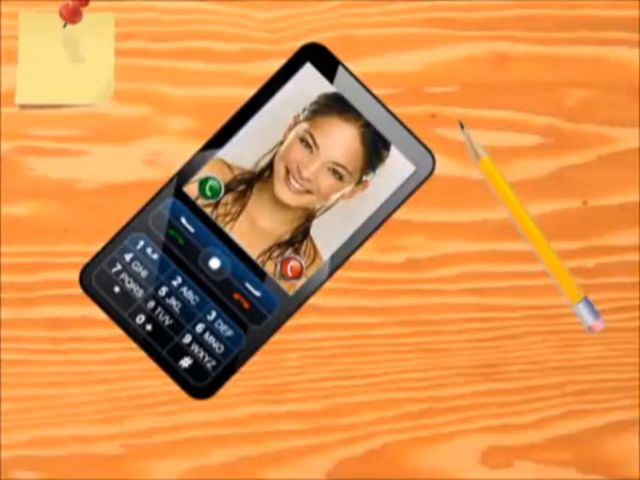 1
2 ABC
3 DEF
4 GHI
5 JKL
6 MNO
7 PQRS
8 TUV
9 WXYZ
*
0 +
#